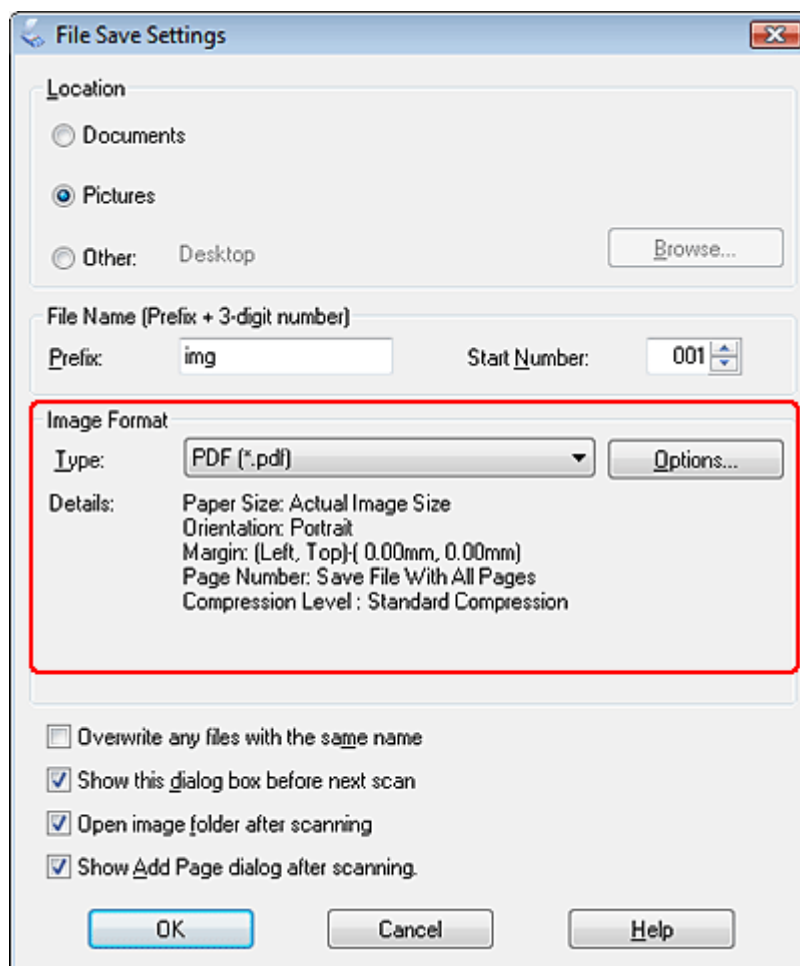 File Save Settings
Location
Documents
Pictures
Other: Desktop Browse...
File Name (Prefix + 3-digit number)
Prefix: img Start Number: 001
Image Format
Type: PDF (*.pdf) Options...
Details: Paper Size: Actual Image Size
Orientation: Portrait
Margin: (Left, Top)-( 0.00mm, 0.00mm)
Page Number: Save File With All Pages
Compression Level : Standard Compression
Overwrite any files with the same name
Show this dialog box before next scan
Open image folder after scanning
Show Add Page dialog after scanning.
OK Cancel Help